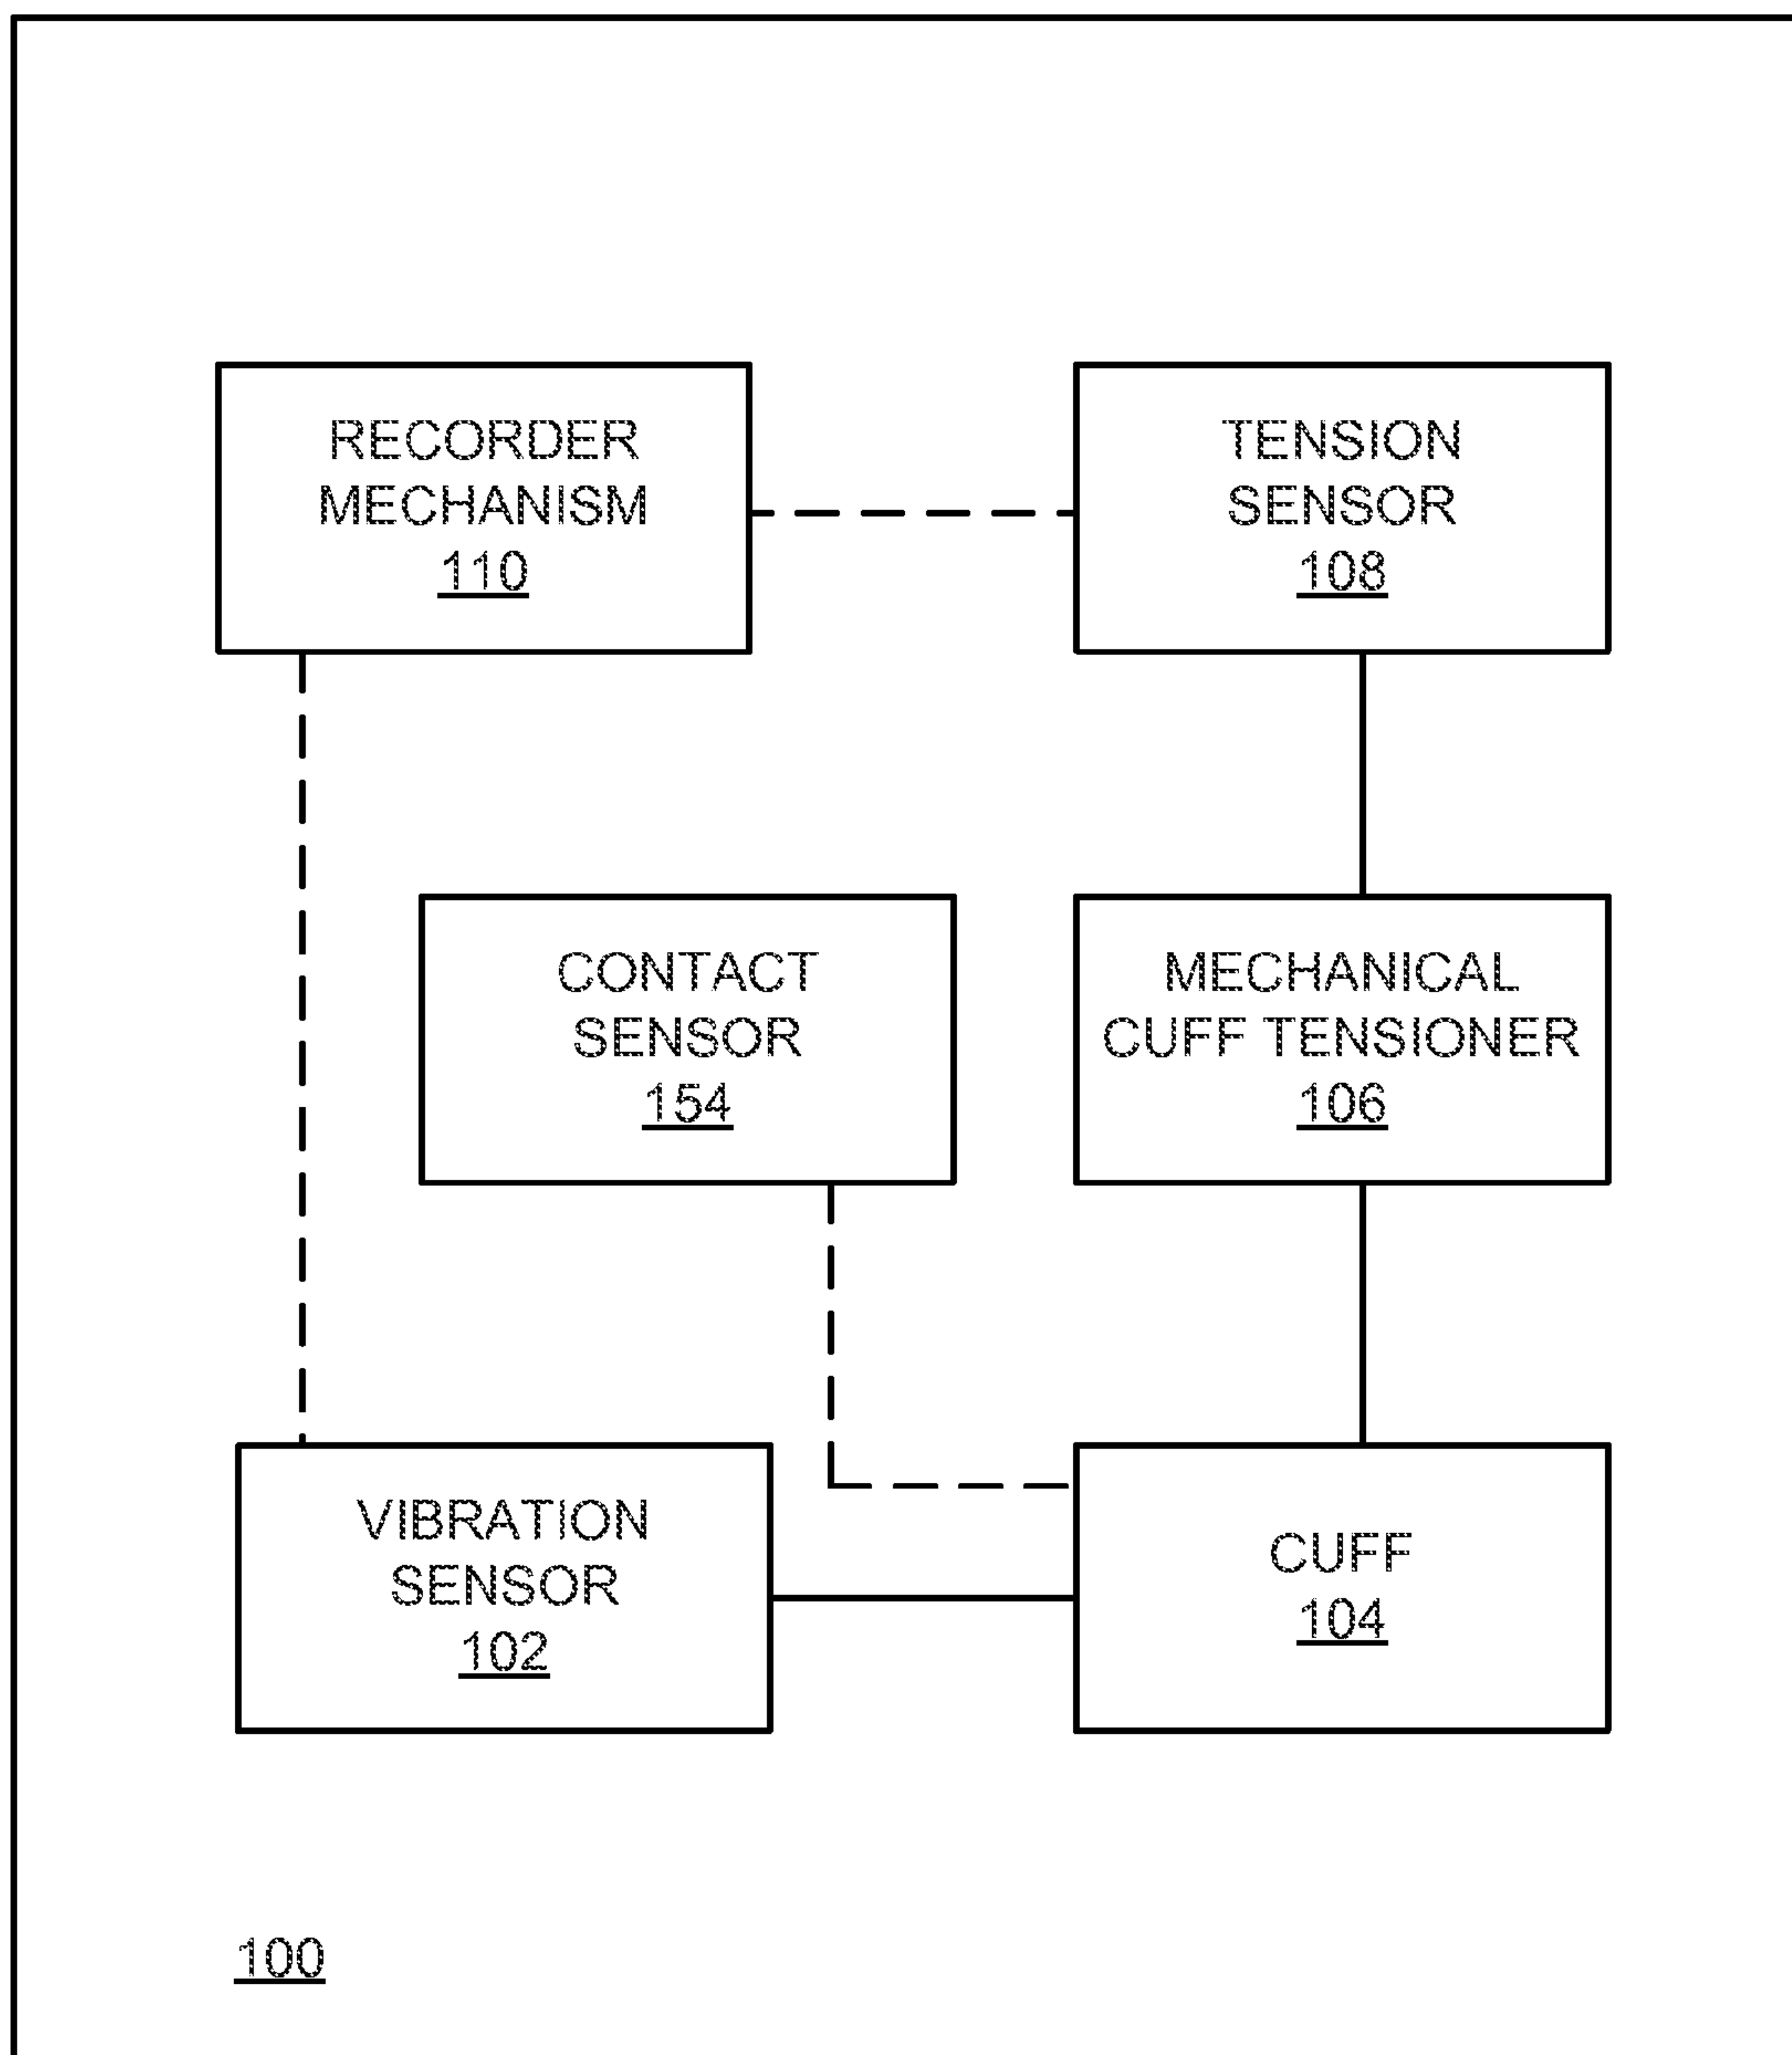 RECORDER
MECHANISM
110
TENSION
SENSOR
108
CONTACT
SENSOR
154
MECHANICAL
CUFF TENSIONER
106
VIBRATION
SENSOR
102
CUFF
104
100